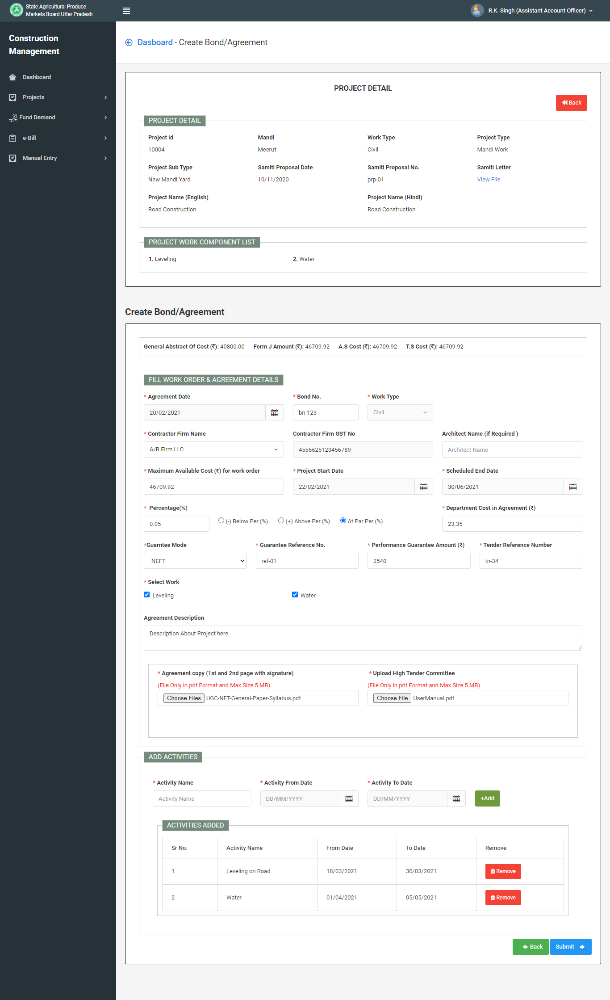 State Agricultural Produce
Markets Board Uttar Pradesh
R.K. Singh (Assistant Account Officer)
Construction
Management
Dashboard
Projects
Fund Demand
e-Bill
Manual Entry
Dasboard - Create Bond/Agreement
PROJECT DETAIL
Back
PROJECT DETAIL
Project Id Mandi Work Type Project Type
10004 Meerut Civil Mandi Work
Project Sub Type Samiti Proposal Date Samiti Proposal No. Samiti Letter
New Mandi Yard 10/11/2020 prp-01 View File
Project Name (English) Project Name (Hindi)
Road Construction Road Construction
PROJECT WORK COMPONENT LIST
1. Leveling 2. Water
Create Bond/Agreement
General Abstract Of Cost (₹): 40800.00 Form J Amount (₹): 46709.92 A.S Cost (₹): 46709.92 T.S Cost (₹): 46709.92
FILL WORK ORDER & AGREEMENT DETAILS
* Agreement Date * Bond No. * Work Type
20/02/2021 bn-123 Civil
* Contractor Firm Name Contractor Firm GST No Architect Name (if Required )
A/B Firm LLC 4556625123456789 Architect Name
* Maximum Available Cost (₹) for work order * Project Start Date * Scheduled End Date
46709.92 22/02/2021 30/06/2021
* Percentage(%) * Department Cost in Agreement (₹)
0.05 (-) Below Per.(%) (+) Above Per.(%) At Par Per.(%) 23.35
*Guarntee Mode * Guarantee Reference No. * Performance Guarantee Amount (₹) * Tender Reference Number
NEFT ref-01 2540 tn-34
* Select Work
Leveling Water
Agreement Description
Description About Project here
* Agreement copy (1st and 2nd page with signature) * Upload High Tender Committee
(File Only in pdf Format and Max Size 5 MB) (File Only in pdf Format and Max Size 5 MB)
Choose Files UGC-NET-General-Paper-Syllabus.pdf Choose File UserManual.pdf
ADD ACTIVITIES
* Activity Name * Activity From Date * Activity To Date
Activity Name DD/MM/YYYY DD/MM/YYYY +Add
ACTIVITIES ADDED
Sr No. Activity Name From Date To Date Remove
1 Leveling on Road 18/03/2021 30/03/2021 Remove
2 Water 01/04/2021 05/05/2021 Remove
Back Submit